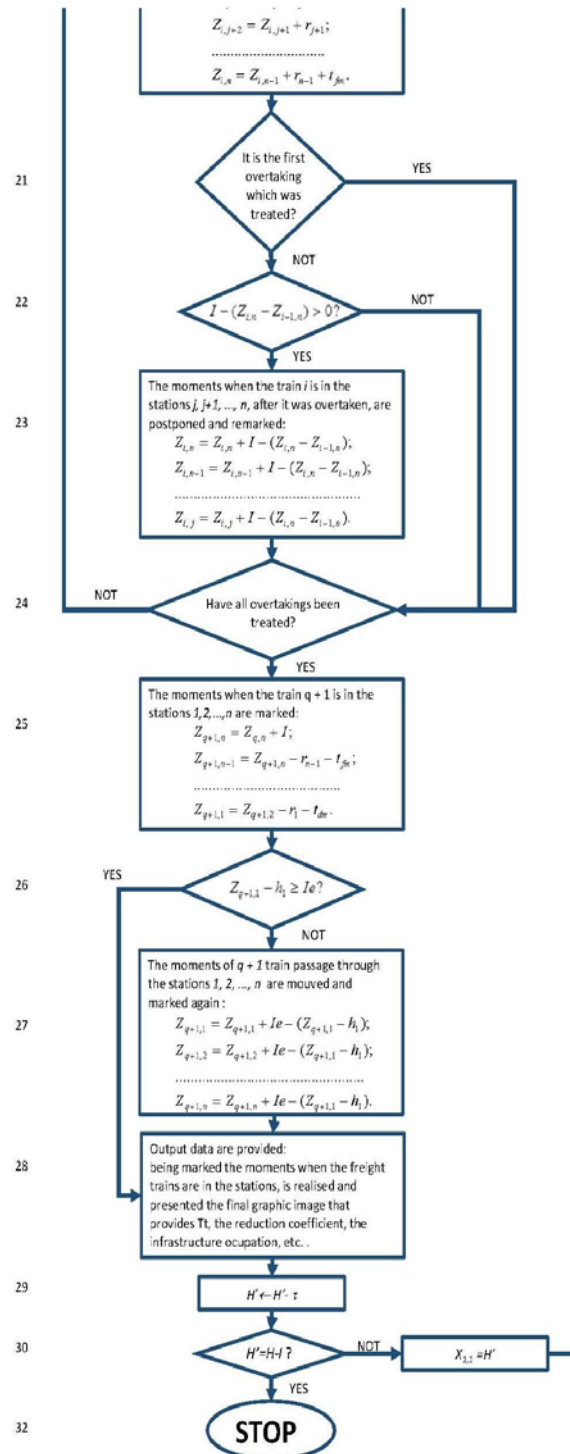 Z_{i,j+2} = Z_{i,j+1} + r_{j+1};
..............................
Z_{i,n} = Z_{i,n-1} + r_{n-1} + t_{fm}.
21
It is the first
overtaking
which was
treated?
YES
NOT
22
I − (Z_{i,n} − Z_{i−1,n}) > 0?
NOT
YES
23
The moments when the train i is in the
stations j, j+1, ..., n, after it was overtaken, are
postponed and remarked:
Z_{i,n} = Z_{i,n} + I − (Z_{i,n} − Z_{i−1,n});
Z_{i,n-1} = Z_{i,n-1} + I − (Z_{i,n} − Z_{i−1,n});
..................................................
Z_{i,j} = Z_{i,j} + I − (Z_{i,n} − Z_{i−1,n}).
24
NOT
Have all overtakings been
treated?
YES
25
The moments when the train q + 1 is in the
stations 1,2,...,n are marked:
Z_{q+1,n} = Z_{q,n} + I;
Z_{q+1,n-1} = Z_{q+1,n} − r_{n-1} − t_{fm};
.......................................
Z_{q+1,1} = Z_{q+1,2} − r_1 − t_{dm}.
26
YES
Z_{q+1,1} − h_1 ≥ Ie?
NOT
27
The moments of q + 1 train passage through
the stations 1, 2, ..., n are mouved and
marked again :
Z_{q+1,1} = Z_{q+1,1} + Ie − (Z_{q+1,1} − h_1);
Z_{q+1,2} = Z_{q+1,2} + Ie − (Z_{q+1,1} − h_1);
....................................................
Z_{q+1,n} = Z_{q+1,n} + Ie − (Z_{q+1,1} − h_1).
28
Output data are provided:
being marked the moments when the freight
trains are in the stations, is realised and
presented the final graphic image that
provides Tt, the reduction coefficient, the
infrastructure ocupation, etc. .
29
H'←H'- τ
30
H'=H-I ?
NOT
YES
32
STOP